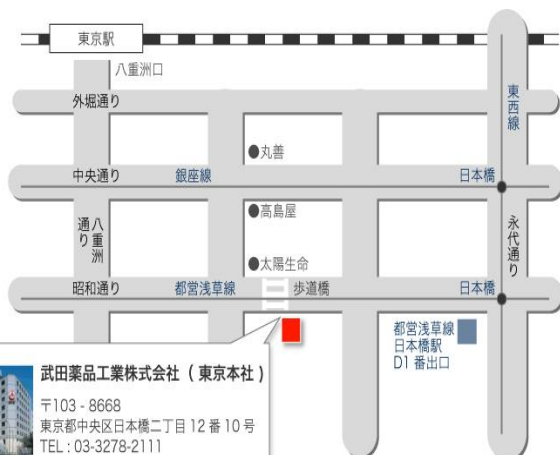 東京駅
八重洲口
外堀通り
東西線
●丸善
中央通り
銀座線
日本橋
●高島屋
八重洲通り
永代通り
●太陽生命
昭和通り
都営浅草線
歩道橋
日本橋
都営浅草線
日本橋駅
D1 番出口
武田薬品工業株式会社（東京本社）
〒103 - 8668
東京都中央区日本橋二丁目 12 番 10 号
TEL : 03-3278-2111